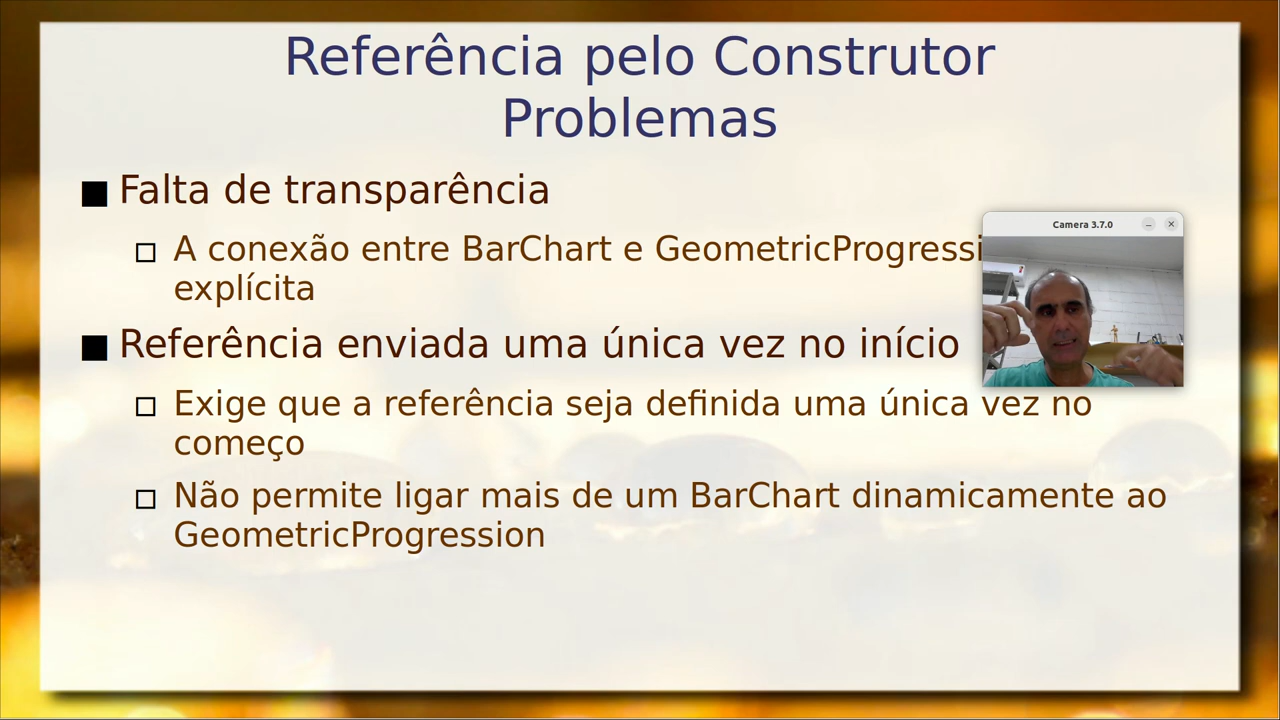 Referência pelo Construtor
Problemas
Falta de transparência
A conexão entre BarChart e
explícita
Referência enviada uma única vez no início
Exige que a referência seja definida uma única vez no
começo
Não permite ligar mais de um BarChart dinamicamente ao
GeometricProgression
Camera 3.7.0